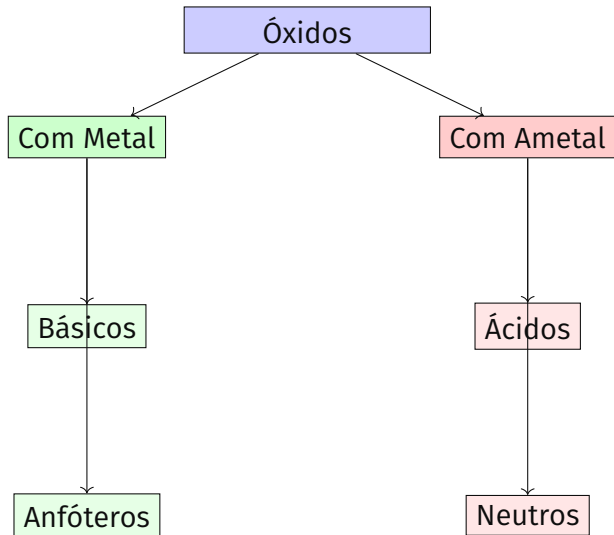 Óxidos
Com Metal
Com Ametal
Básicos
Ácidos
Anfóteros
Neutros